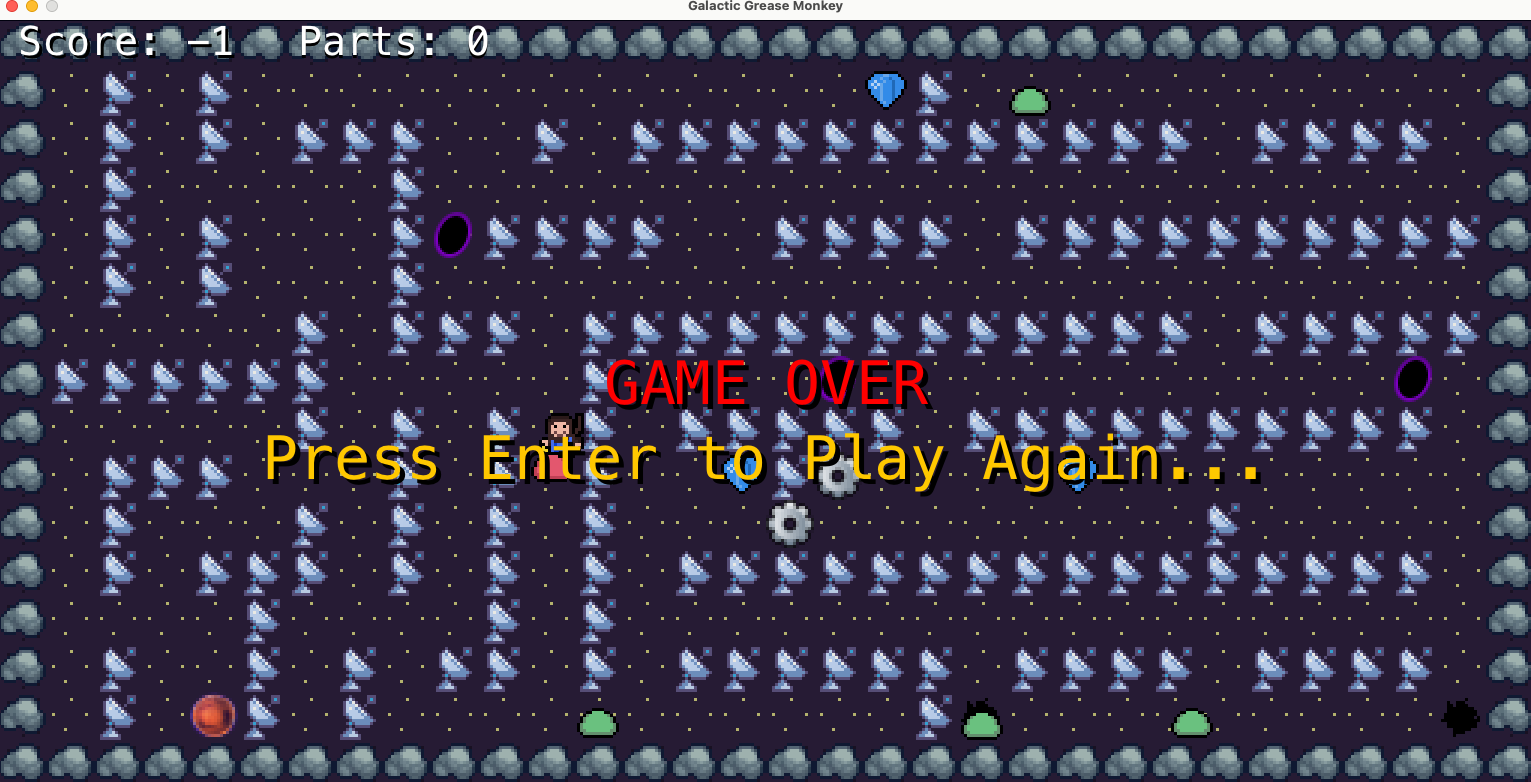 Galactic Grease Monkey
Score: -1 Parts: 0
GAME OVER
Press Enter to Play Again...